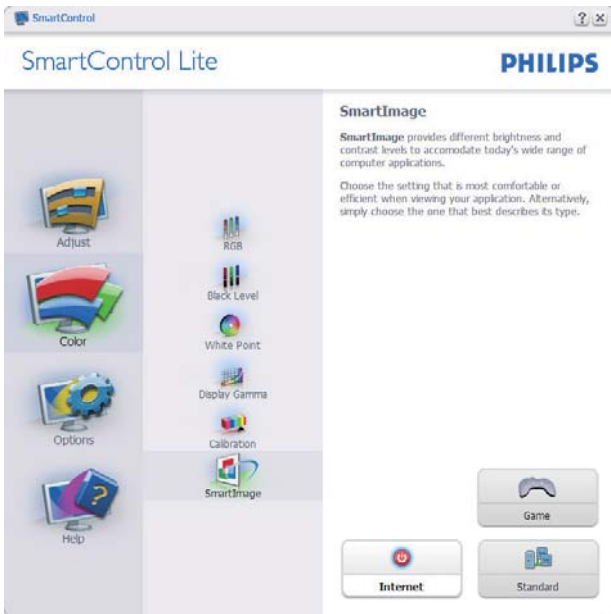 SmartControl
SmartControl Lite
PHILIPS
Adjust
Color
Options
Help
RGB
Black Level
White Point
Display Gamma
Calibration
SmartImage
SmartImage
SmartImage provides different brightness and
contrast levels to accomodate today's wide range of
computer applications.
Choose the setting that is most comfortable or
efficient when viewing your application. Alternatively,
simply choose the one that best describes its type.
Game
Internet
Standard